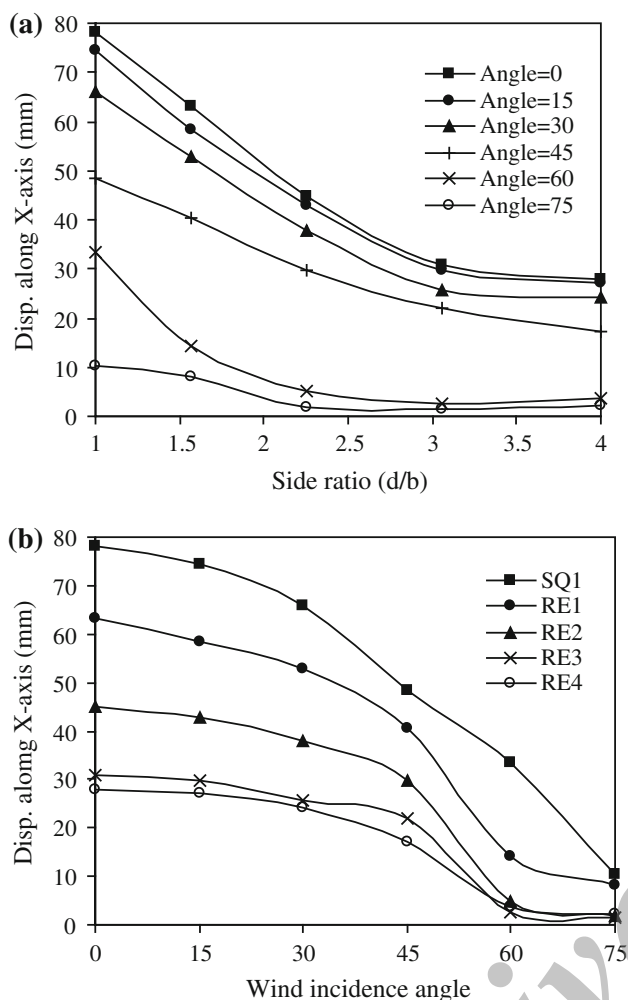 (a)
80
70
60
50
40
30
20
10
0
Disp. along X-axis (mm)
Angle=0
Angle=15
Angle=30
Angle=45
Angle=60
Angle=75
1 1.5 2 2.5 3 3.5 4
Side ratio (d/b)
(b)
80
70
60
50
40
30
20
10
0
Disp. along X-axis (mm)
SQ1
RE1
RE2
RE3
RE4
0 15 30 45 60 75
Wind incidence angle